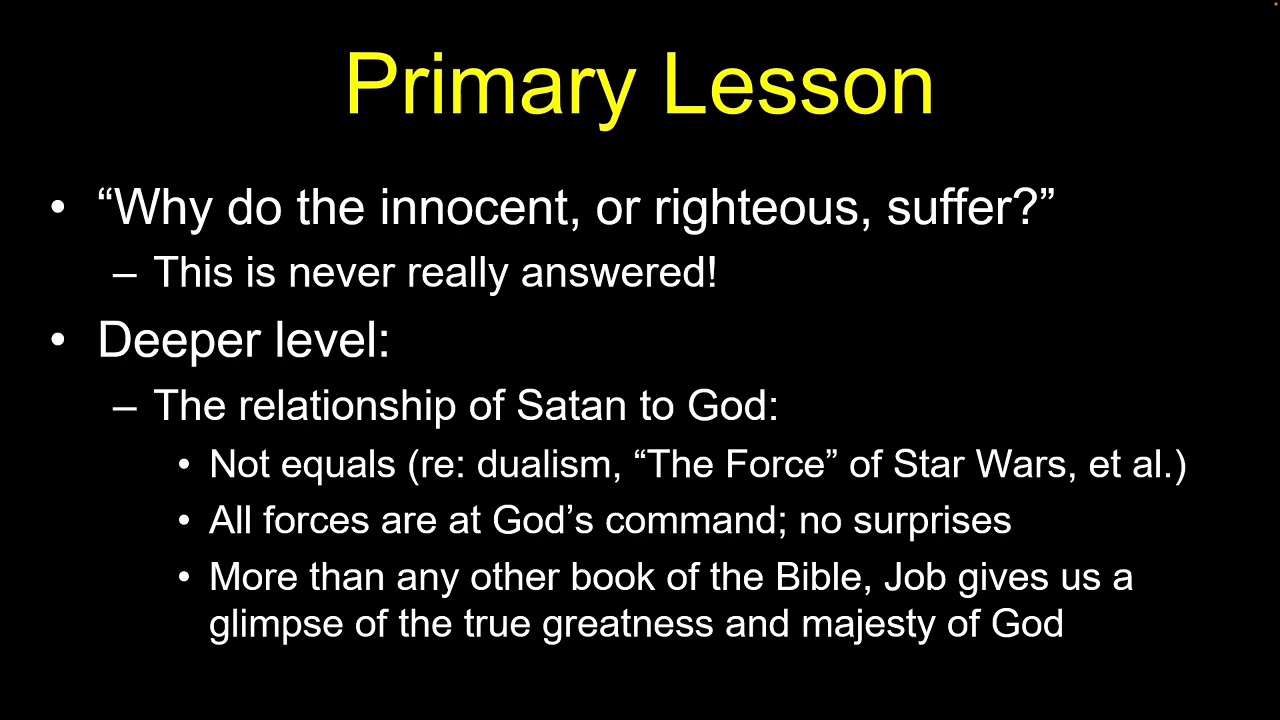 Primary Lesson
• “Why do the innocent, or righteous, suffer?”
– This is never really answered!
• Deeper level:
– The relationship of Satan to God:
• Not equals (re: dualism, “The Force” of Star Wars, et al.)
• All forces are at God’s command; no surprises
• More than any other book of the Bible, Job gives us a
glimpse of the true greatness and majesty of God